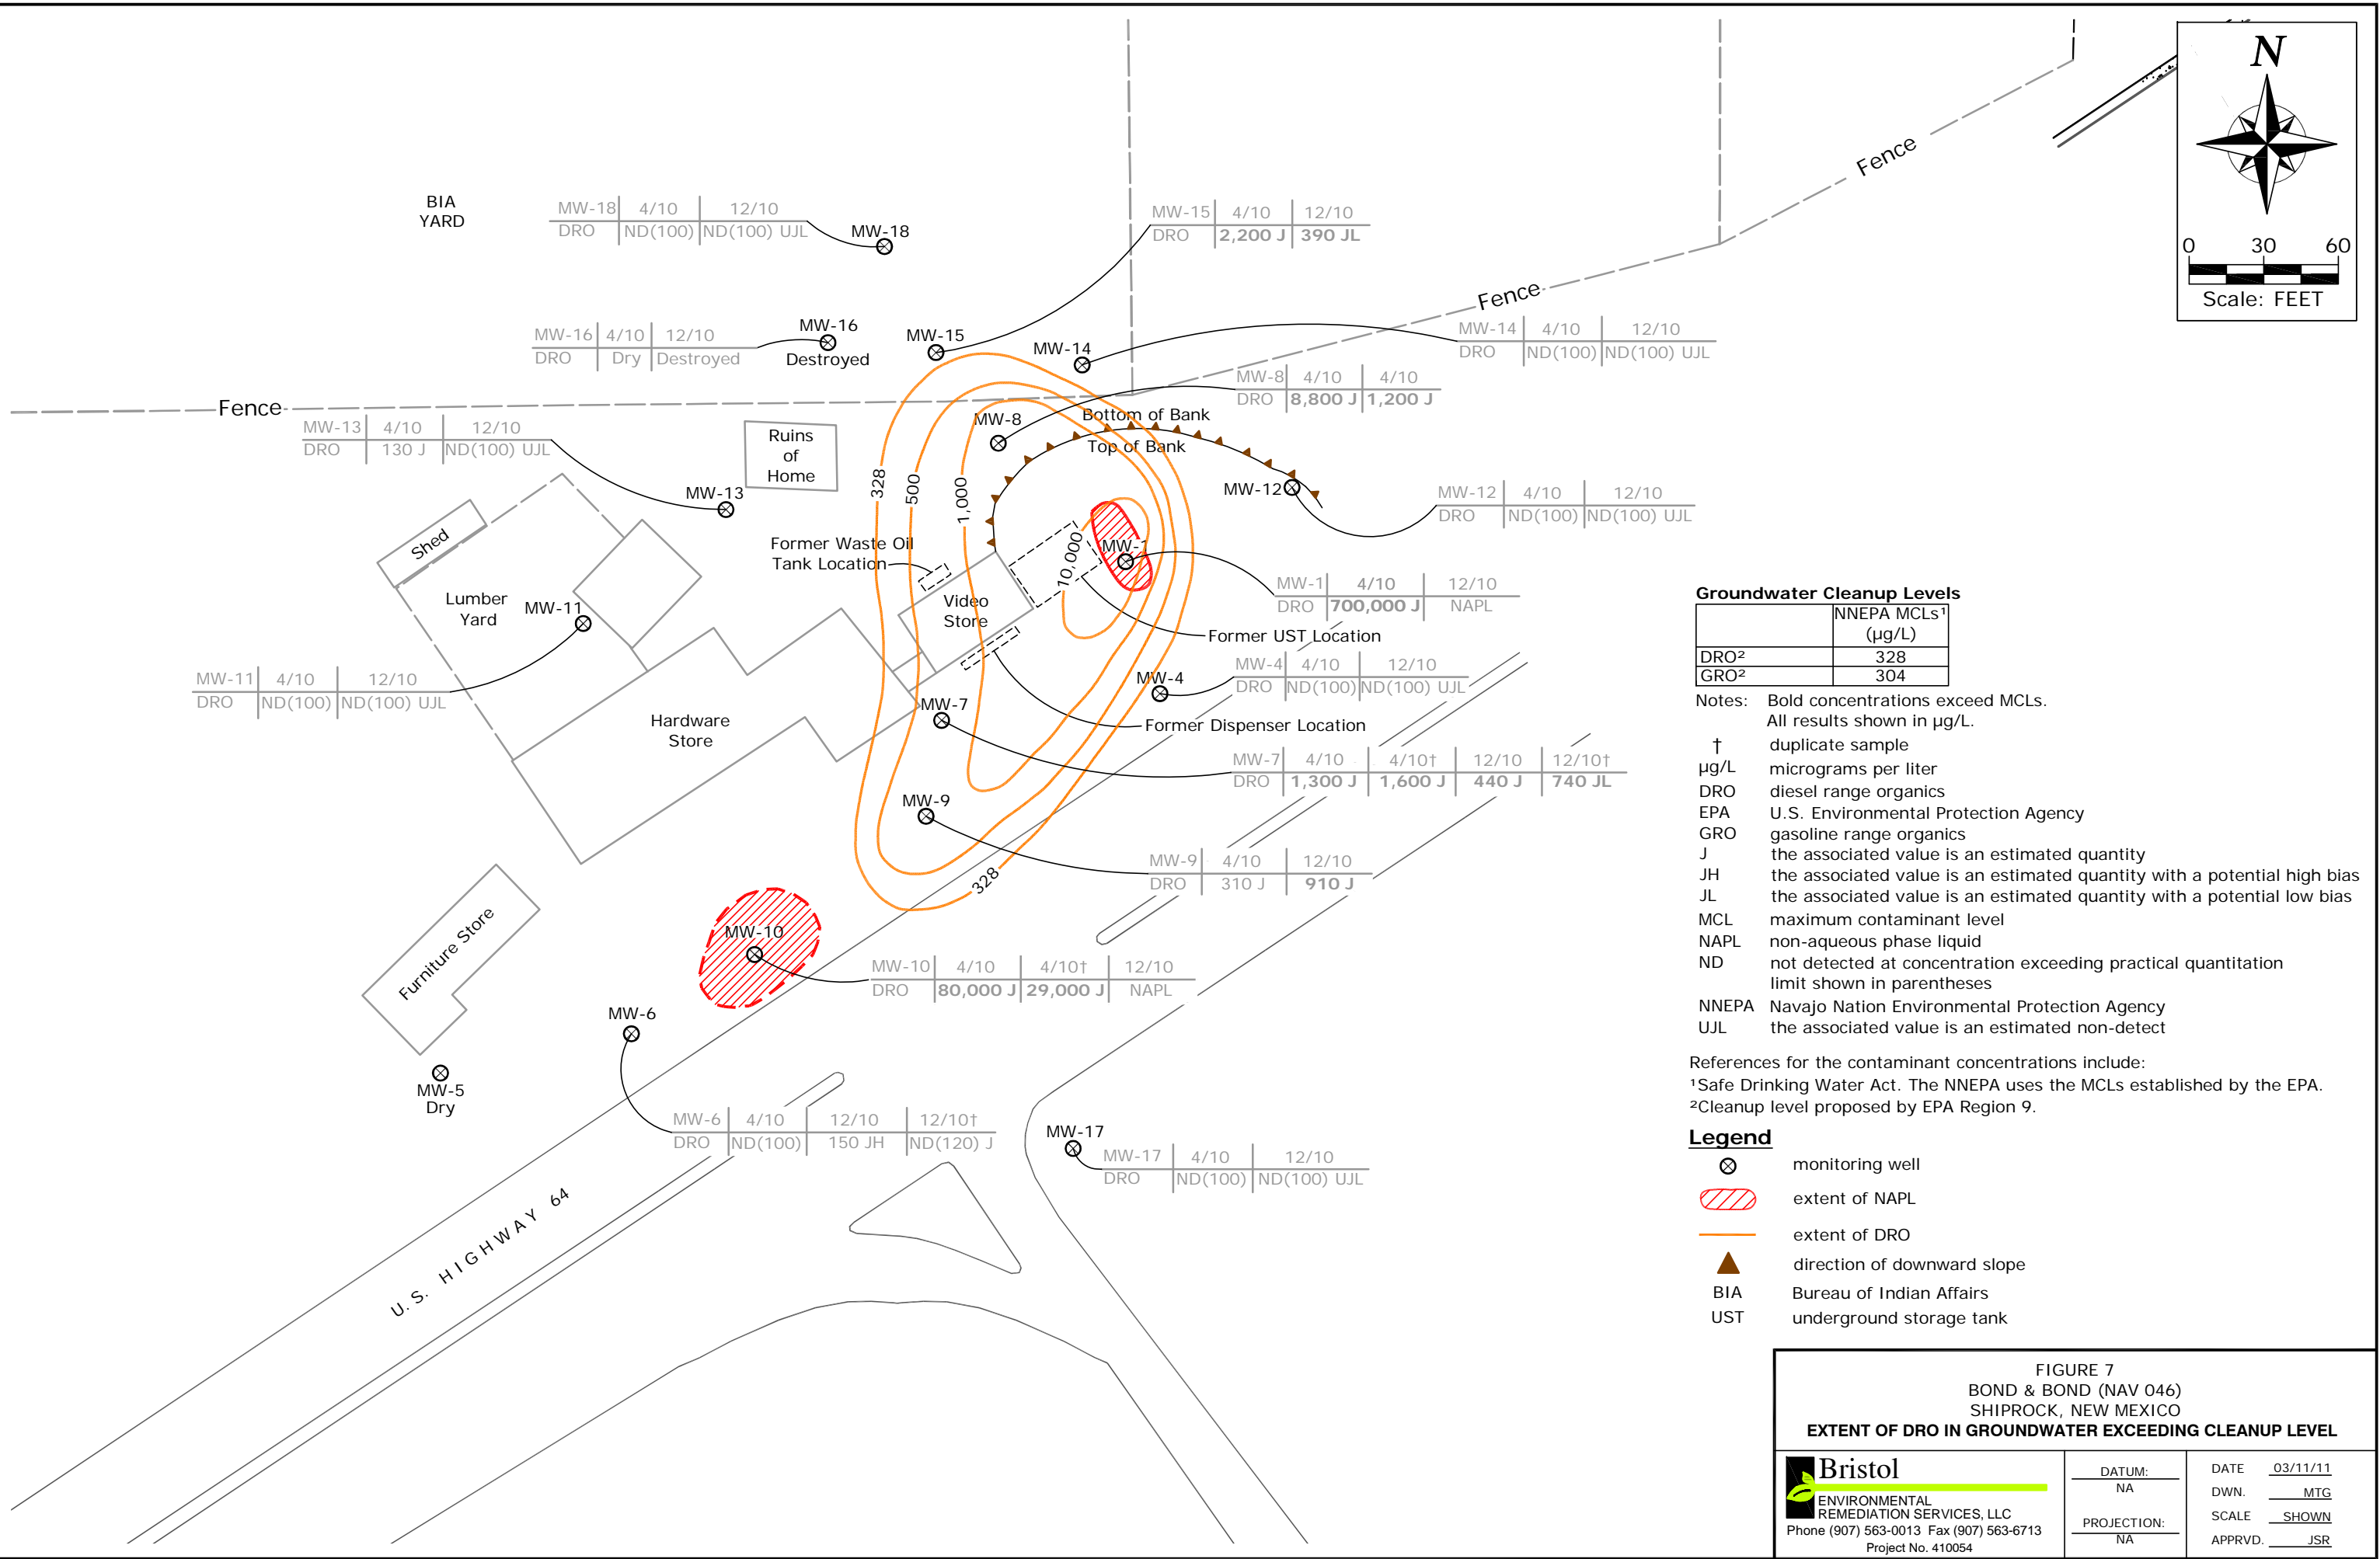 N
0 30 60
Scale: FEET
Fence
Fence
Fence
BIA
YARD
MW-18 4/10 12/10
DRO ND(100) ND(100) UJL
MW-18
MW-15 4/10 12/10
DRO 2,200 J 390 JL
MW-16 4/10 12/10
DRO Dry Destroyed
MW-16
Destroyed
MW-15
MW-14
MW-14 4/10 12/10
DRO ND(100) ND(100) UJL
MW-8 4/10 4/10
DRO 8,800 J 1,200 J
MW-8
Bottom of Bank
Top of Bank
MW-13 4/10 12/10
DRO 130 J ND(100) UJL
Ruins
of
Home
MW-13
328
500
1,000
10,000
MW-12
MW-12 4/10 12/10
DRO ND(100) ND(100) UJL
Shed
Former Waste Oil
Tank Location
MW-1
MW-1 4/10 12/10
DRO 700,000 J NAPL
Lumber
Yard
MW-11
Video
Store
Former UST Location
MW-4 4/10 12/10
DRO ND(100) ND(100) UJL
MW-4
MW-11 4/10 12/10
DRO ND(100) ND(100) UJL
Hardware
Store
MW-7
Former Dispenser Location
MW-7 4/10 4/10† 12/10 12/10†
DRO 1,300 J 1,600 J 440 J 740 JL
MW-9
MW-9 4/10 12/10
DRO 310 J 910 J
328
Furniture Store
MW-10
MW-10 4/10 4/10† 12/10
DRO 80,000 J 29,000 J NAPL
MW-6
MW-5
Dry
MW-6 4/10 12/10 12/10†
DRO ND(100) 150 JH ND(120) J
MW-17
MW-17 4/10 12/10
DRO ND(100) ND(100) UJL
U.S. HIGHWAY 64
Groundwater Cleanup Levels
NNEPA MCLs¹
(µg/L)
DRO² 328
GRO² 304
Notes: Bold concentrations exceed MCLs.
All results shown in µg/L.
† duplicate sample
µg/L micrograms per liter
DRO diesel range organics
EPA U.S. Environmental Protection Agency
GRO gasoline range organics
J the associated value is an estimated quantity
JH the associated value is an estimated quantity with a potential high bias
JL the associated value is an estimated quantity with a potential low bias
MCL maximum contaminant level
NAPL non-aqueous phase liquid
ND not detected at concentration exceeding practical quantitation
limit shown in parentheses
NNEPA Navajo Nation Environmental Protection Agency
UJL the associated value is an estimated non-detect
References for the contaminant concentrations include:
¹Safe Drinking Water Act. The NNEPA uses the MCLs established by the EPA.
²Cleanup level proposed by EPA Region 9.
Legend
monitoring well
extent of NAPL
extent of DRO
direction of downward slope
BIA Bureau of Indian Affairs
UST underground storage tank
FIGURE 7
BOND & BOND (NAV 046)
SHIPROCK, NEW MEXICO
EXTENT OF DRO IN GROUNDWATER EXCEEDING CLEANUP LEVEL
Bristol
ENVIRONMENTAL
REMEDIATION SERVICES, LLC
Phone (907) 563-0013 Fax (907) 563-6713
Project No. 410054
DATUM:
NA
PROJECTION:
NA
DATE 03/11/11
DWN. MTG
SCALE SHOWN
APPRVD. JSR